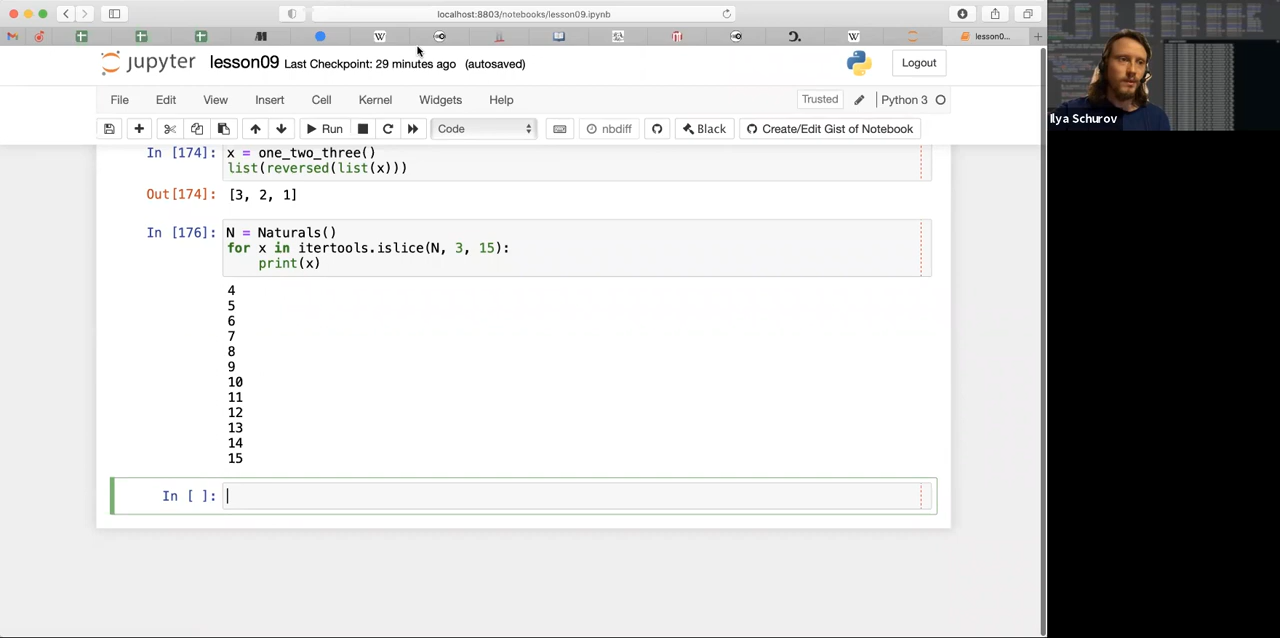 localhost:8803/notebooks/lesson09.ipynb
W
W
lesson0...
jupyter lesson09 Last Checkpoint: 29 minutes ago (autosaved)
Logout
File Edit View Insert Cell Kernel Widgets Help
Trusted
Python 3
Run
Code
nbdiff
Black
Create/Edit Gist of Notebook
In [174]: x = one_two_three()
list(reversed(list(x)))
Out[174]: [3, 2, 1]
In [176]: N = Naturals()
for x in itertools.islice(N, 3, 15):
print(x)
4
5
6
7
8
9
10
11
12
13
14
15
In [ ]:
Ilya Schurov